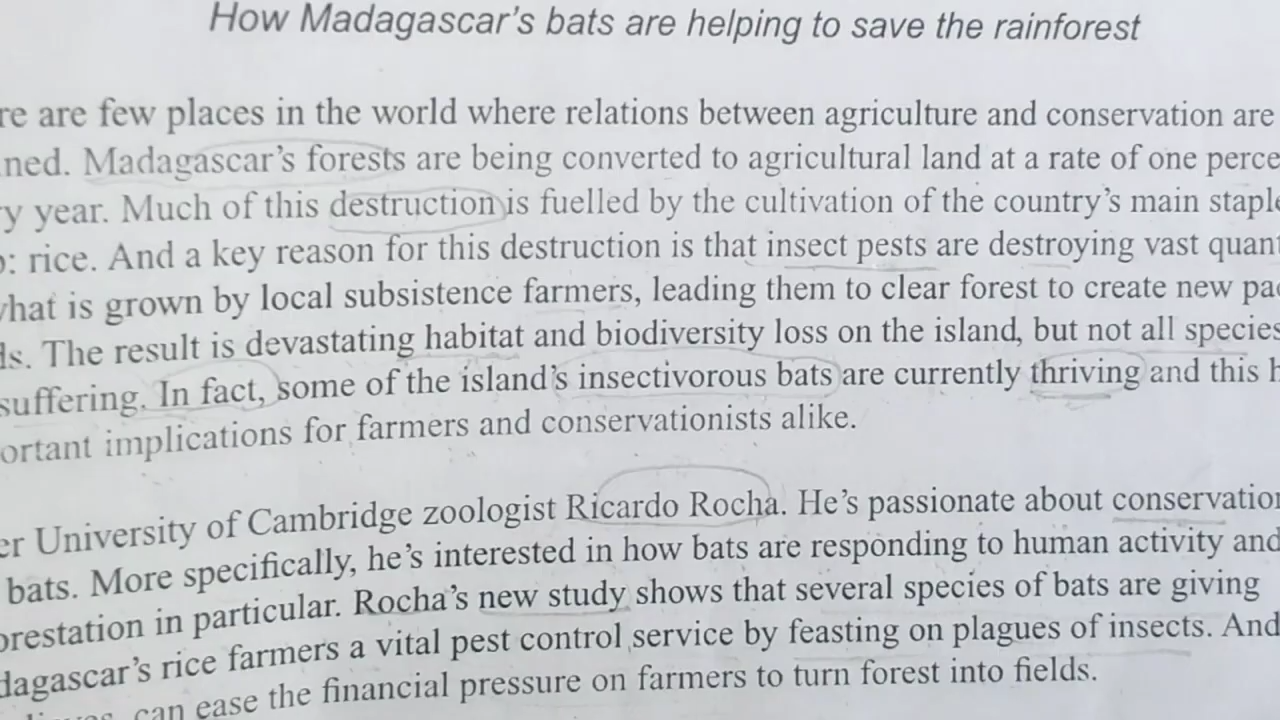 How Madagascar's bats are helping to save the rainforest
re are few places in the world where relations between agriculture and conservation are
ned. Madagascar's forests are being converted to agricultural land at a rate of one perce
y year. Much of this destruction is fuelled by the cultivation of the country's main staple
: rice. And a key reason for this destruction is that insect pests are destroying vast quant
what is grown by local subsistence farmers, leading them to clear forest to create new pad
ds. The result is devastating habitat and biodiversity loss on the island, but not all species
suffering. In fact, some of the island's insectivorous bats are currently thriving and this h
ortant implications for farmers and conservationists alike.
er University of Cambridge zoologist Ricardo Rocha. He's passionate about conservation
bats. More specifically, he's interested in how bats are responding to human activity and
orestation in particular. Rocha's new study shows that several species of bats are giving
dagascar's rice farmers a vital pest control service by feasting on plagues of insects. And
can ease the financial pressure on farmers to turn forest into fields.